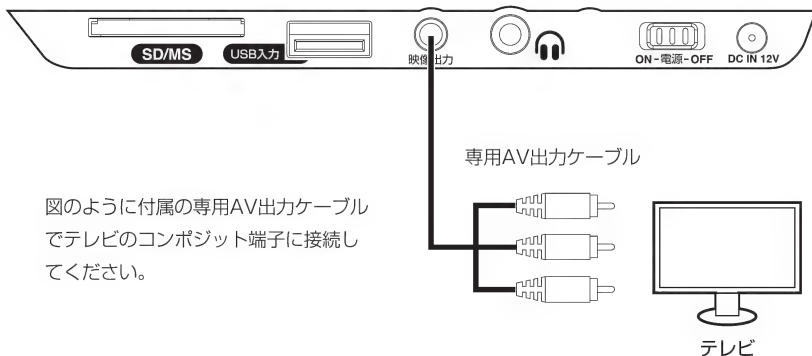 SD/MS
USB入力
映像出力
ON-電源-OFF
DC IN 12V
専用AV出力ケーブル
図のように付属の専用AV出力ケーブル
でテレビのコンポジット端子に接続し
てください。
テレビ